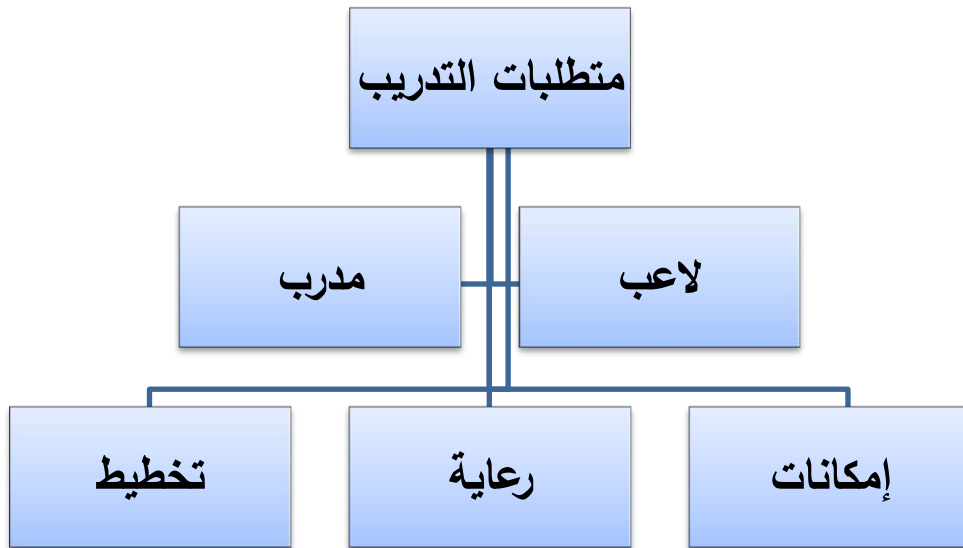 متطلبات التدريب
لاعب
مدرب
إمكانات
رعاية
تخطيط